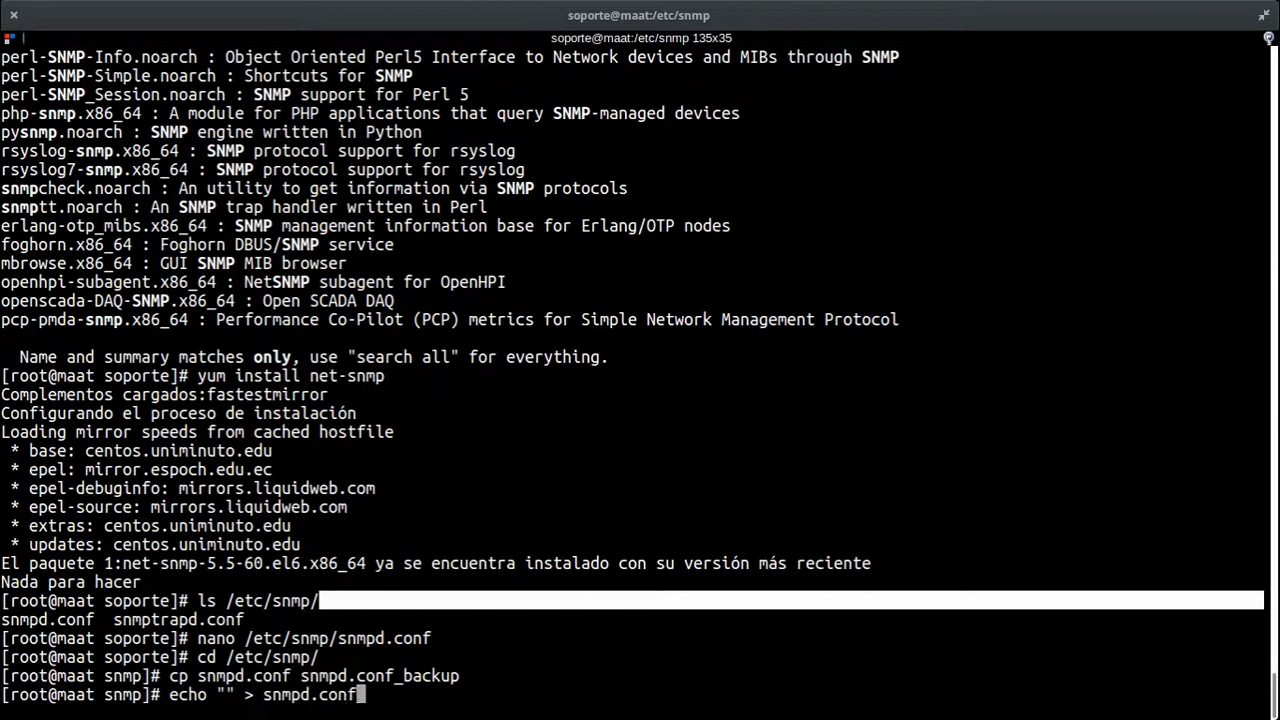 soporte@maat:/etc/snmp
soporte@maat:/etc/snmp 135x35
perl-SNMP-Info.noarch : Object Oriented Perl5 Interface to Network devices and MIBs through SNMP
perl-SNMP-Simple.noarch : Shortcuts for SNMP
perl-SNMP_Session.noarch : SNMP support for Perl 5
php-snmp.x86_64 : A module for PHP applications that query SNMP-managed devices
pysnmp.noarch : SNMP engine written in Python
rsyslog-snmp.x86_64 : SNMP protocol support for rsyslog
rsyslog7-snmp.x86_64 : SNMP protocol support for rsyslog
snmpcheck.noarch : An utility to get information via SNMP protocols
snmptt.noarch : An SNMP trap handler written in Perl
erlang-otp_mibs.x86_64 : SNMP management information base for Erlang/OTP nodes
foghorn.x86_64 : Foghorn DBUS/SNMP service
mbrowse.x86_64 : GUI SNMP MIB browser
openhpi-subagent.x86_64 : NetSNMP subagent for OpenHPI
openscada-DAQ-SNMP.x86_64 : Open SCADA DAQ
pcp-pmda-snmp.x86_64 : Performance Co-Pilot (PCP) metrics for Simple Network Management Protocol
Name and summary matches only, use "search all" for everything.
[root@maat soporte]# yum install net-snmp
Complementos cargados:fastestmirror
Configurando el proceso de instalación
Loading mirror speeds from cached hostfile
* base: centos.uniminuto.edu
* epel: mirror.espoch.edu.ec
* epel-debuginfo: mirrors.liquidweb.com
* epel-source: mirrors.liquidweb.com
* extras: centos.uniminuto.edu
* updates: centos.uniminuto.edu
El paquete 1:net-snmp-5.5-60.el6.x86_64 ya se encuentra instalado con su versión más reciente
Nada para hacer
[root@maat soporte]# ls /etc/snmp/
snmpd.conf  snmptrapd.conf
[root@maat soporte]# nano /etc/snmp/snmpd.conf
[root@maat soporte]# cd /etc/snmp/
[root@maat snmp]# cp snmpd.conf snmpd.conf_backup
[root@maat snmp]# echo "" > snmpd.conf